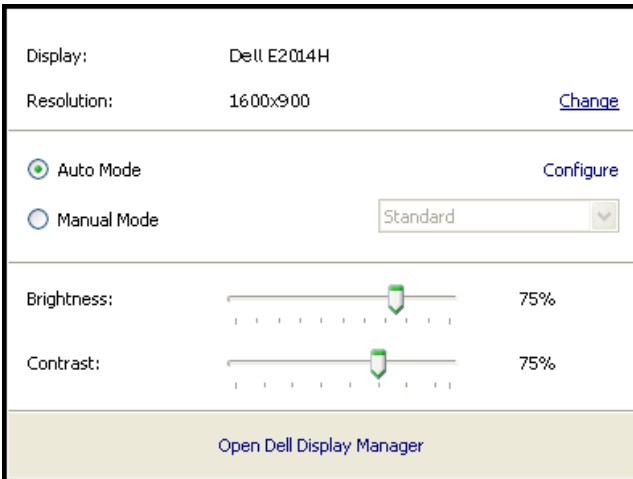 Display: Dell E2014H
Resolution: 1600x900 Change
Auto Mode Configure
Manual Mode Standard
Brightness: 75%
Contrast: 75%
Open Dell Display Manager